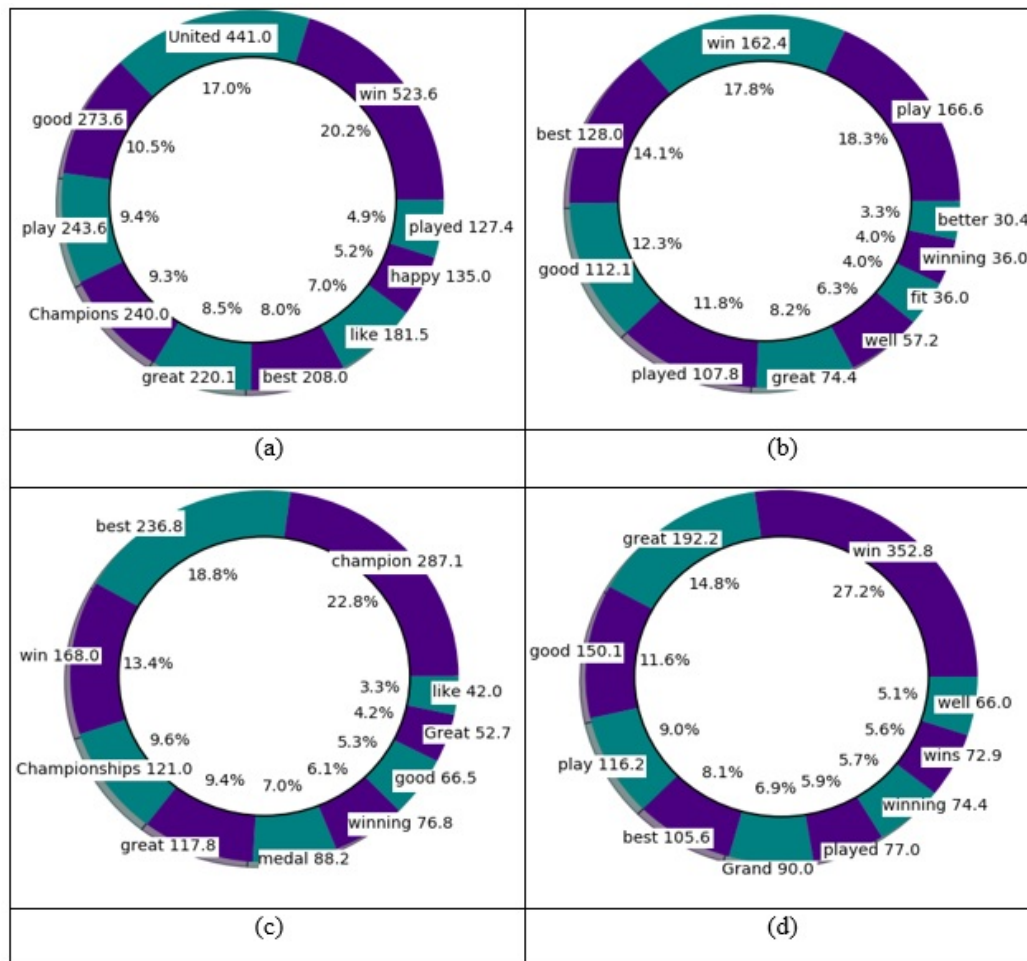 United 441.0
17.0%
win 523.6
20.2%
good 273.6
10.5%
play 243.6
9.4%
4.9%
played 127.4
5.2%
happy 135.0
7.0%
9.3%
Champions 240.0
8.5%
8.0%
like 181.5
great 220.1
best 208.0
(a)
win 162.4
17.8%
play 166.6
18.3%
best 128.0
14.1%
3.3%
better 30.4
4.0%
winning 36.0
12.3%
good 112.1
4.0%
fit 36.0
6.3%
11.8%
8.2%
well 57.2
played 107.8
great 74.4
(b)
best 236.8
18.8%
champion 287.1
22.8%
win 168.0
13.4%
3.3%
like 42.0
4.2%
Great 52.7
9.6%
5.3%
Championships 121.0
good 66.5
9.4%
7.0%
6.1%
winning 76.8
great 117.8
medal 88.2
(c)
great 192.2
14.8%
win 352.8
27.2%
good 150.1
11.6%
5.1%
well 66.0
9.0%
5.6%
play 116.2
wins 72.9
5.7%
8.1%
6.9%
5.9%
winning 74.4
best 105.6
played 77.0
Grand 90.0
(d)